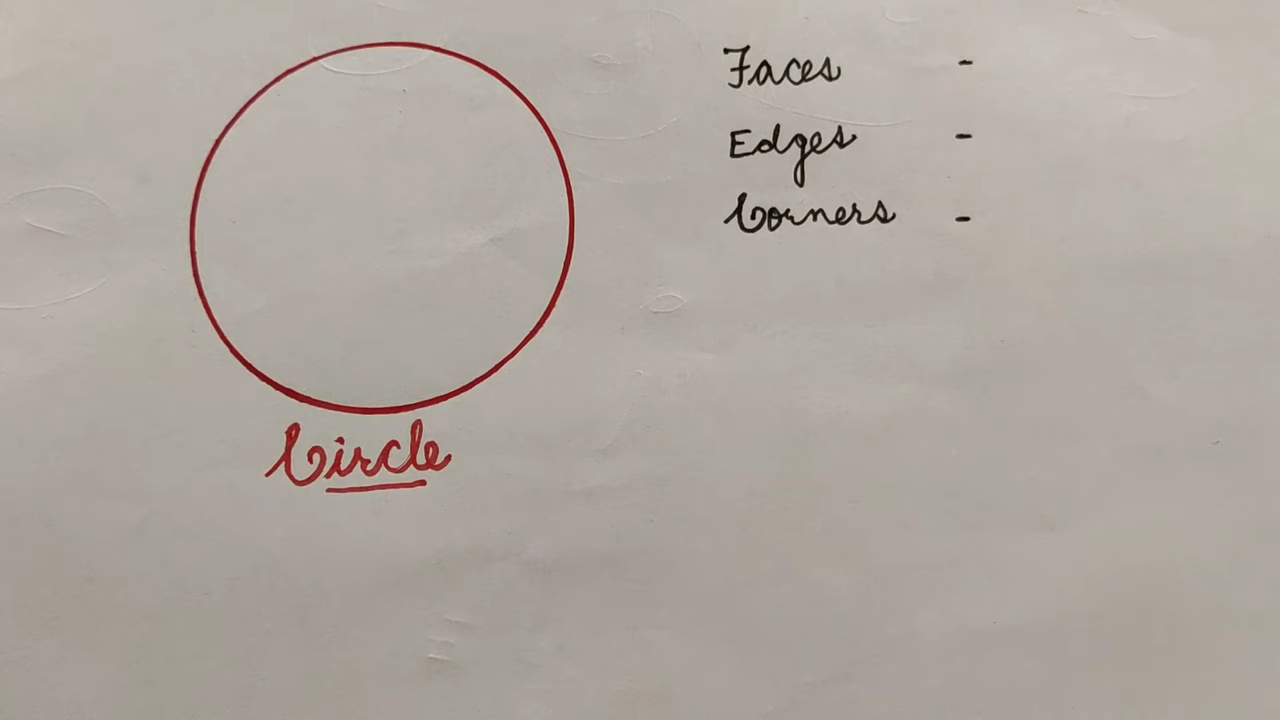 Faces -
Edges -
Corners -
Circle